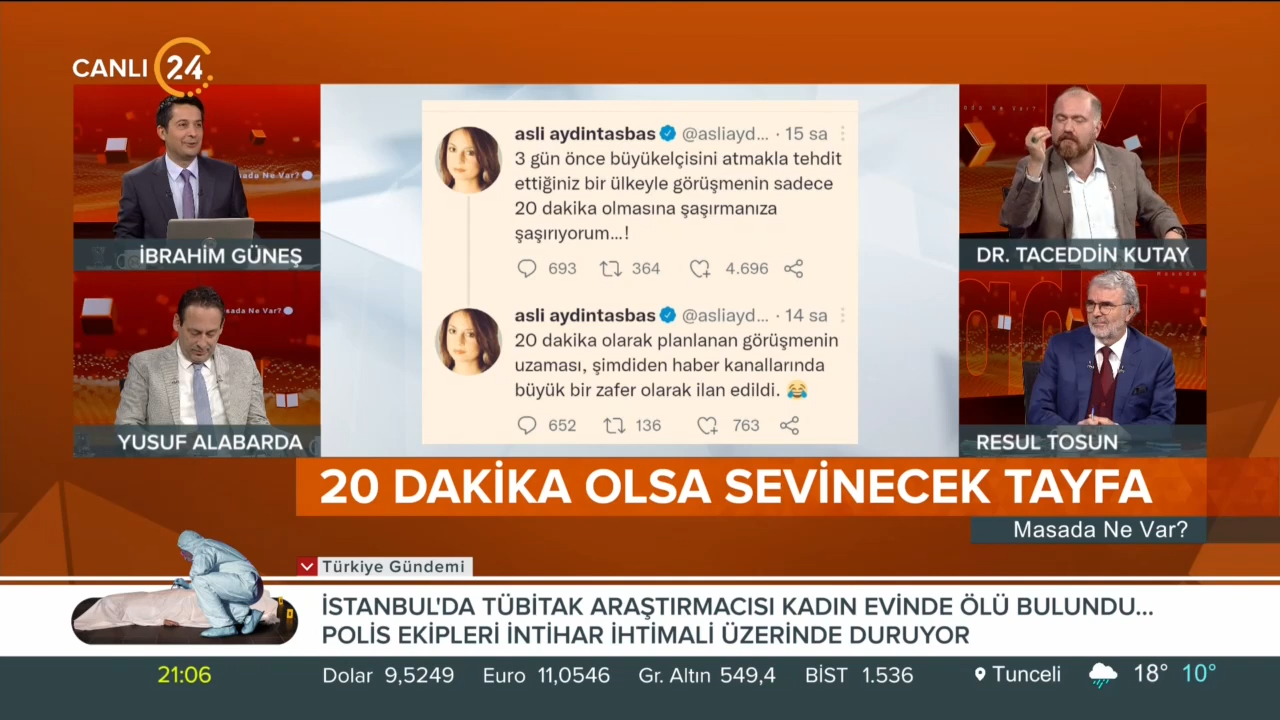 CANLI 24
İBRAHİM GÜNEŞ
YUSUF ALABARDA
asli aydintasbas @asliayd... · 15 sa
3 gün önce büyükelçisini atmakla tehdit
ettiğiniz bir ülkeyle görüşmenin sadece
20 dakika olmasına şaşırmanıza
şaşırıyorum...!
693 364 4.696
asli aydintasbas @asliayd... · 14 sa
20 dakika olarak planlanan görüşmenin
uzaması, şimdiden haber kanallarında
büyük bir zafer olarak ilan edildi. 😂
652 136 763
DR. TACEDDİN KUTAY
RESUL TOSUN
20 DAKİKA OLSA SEVİNECEK TAYFA
Masada Ne Var?
Türkiye Gündemi
İSTANBUL'DA TÜBİTAK ARAŞTIRMACISI KADIN EVİNDE ÖLÜ BULUNDU...
POLİS EKİPLERİ İNTİHAR İHTİMALİ ÜZERİNDE DURUYOR
21:06 Dolar 9,5249 Euro 11,0546 Gr. Altın 549,4 BİST 1.536 Tunceli 18° 10°